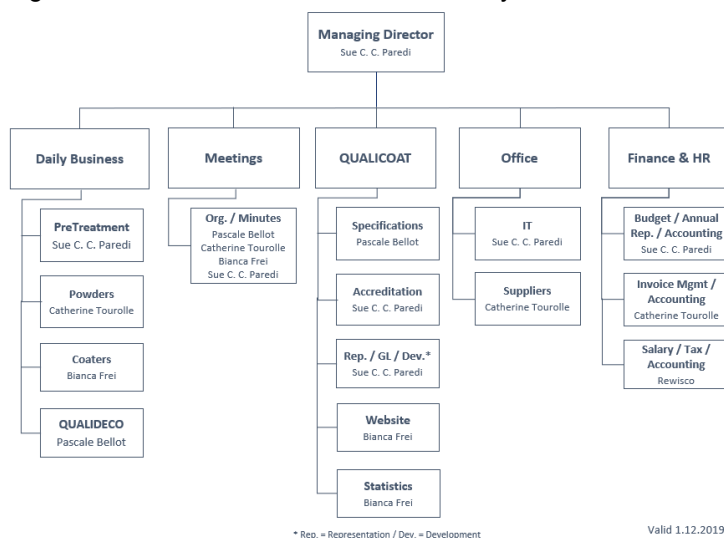 Managing Director
Sue C. C. Paredi
Daily Business
Meetings
QUALICOAT
Office
Finance & HR
PreTreatment
Sue C. C. Paredi
Powders
Catherine Tourolle
Coaters
Bianca Frei
QUALIDECO
Pascale Bellot
Org. / Minutes
Pascale Bellot
Catherine Tourolle
Bianca Frei
Sue C. C. Paredi
Specifications
Pascale Bellot
Accreditation
Sue C. C. Paredi
Rep. / GL / Dev.*
Sue C. C. Paredi
Website
Bianca Frei
Statistics
Bianca Frei
IT
Sue C. C. Paredi
Suppliers
Catherine Tourolle
Budget / Annual
Rep. / Accounting
Sue C. C. Paredi
Invoice Mgmt /
Accounting
Catherine Tourolle
Salary / Tax /
Accounting
Rewisco
* Rep. = Representation / Dev. = Development
Valid 1.12.2019